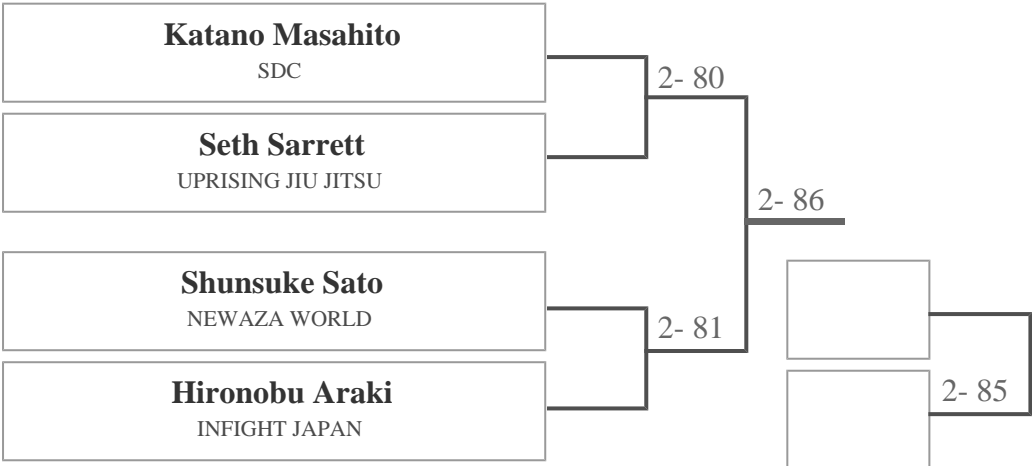 Katano Masahito
SDC
2- 80
Seth Sarrett
UPRISING JIU JITSU
2- 86
Shunsuke Sato
NEWAZA WORLD
2- 81
Hironobu Araki
INFIGHT JAPAN
2- 85